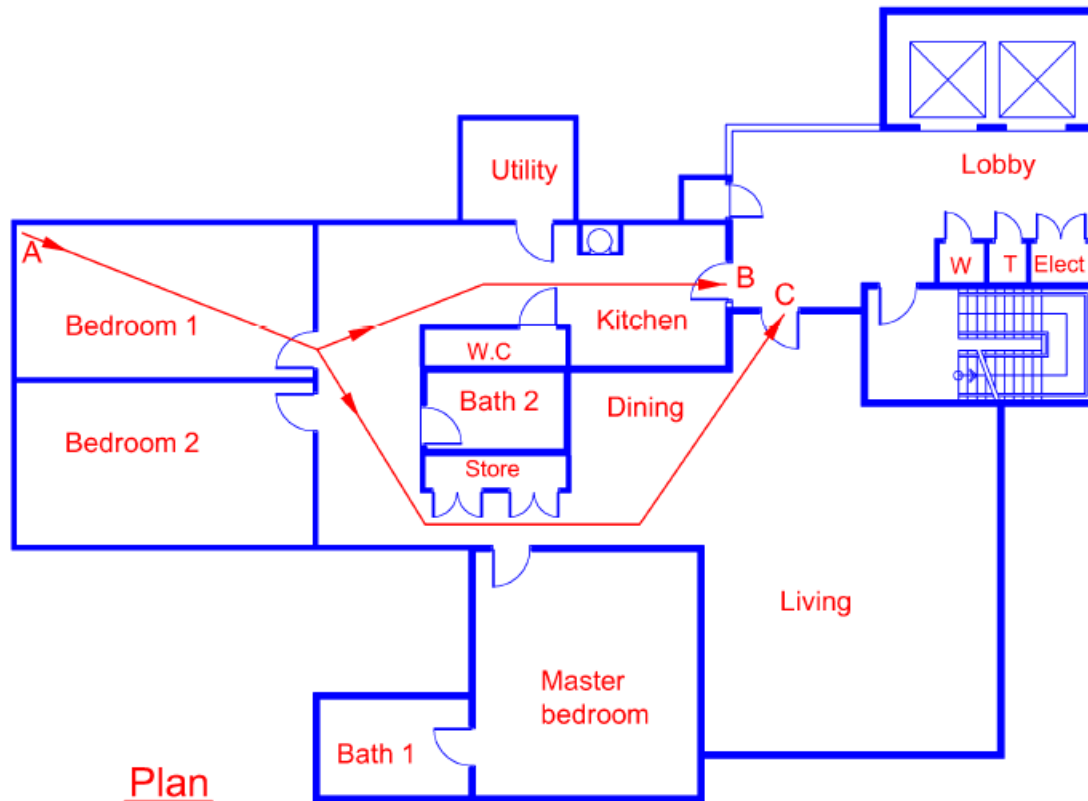 Utility
Lobby
A
B
C
W
T
Elect
Bedroom 1
Kitchen
W.C
Bath 2
Dining
Bedroom 2
Store
Living
Master
bedroom
Bath 1
Plan